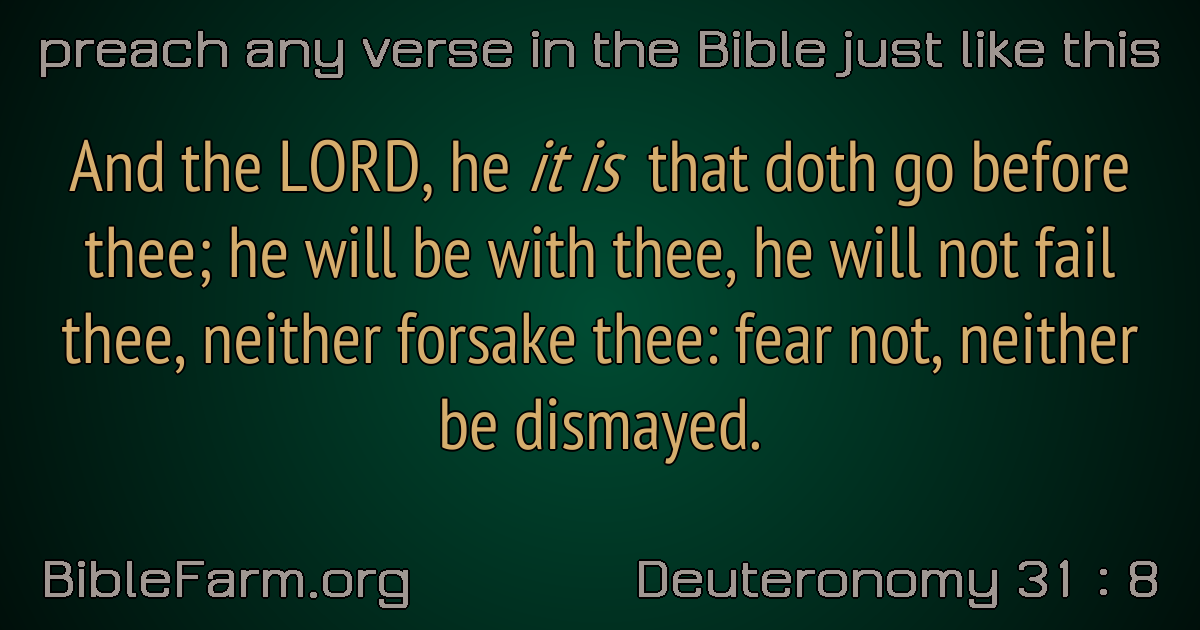 preach any verse in the Bible just like this
And the LORD, he it is that doth go before
thee; he will be with thee, he will not fail
thee, neither forsake thee: fear not, neither
be dismayed.
BibleFarm.org
Deuteronomy 31 : 8